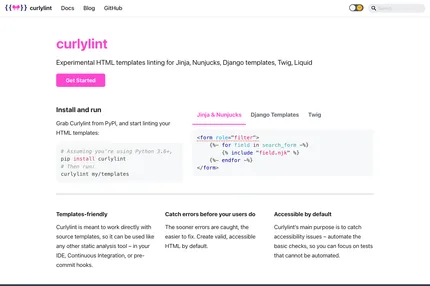 {{🎀}} curlylint Docs Blog GitHub Search
curlylint
Experimental HTML templates linting for Jinja, Nunjucks, Django templates, Twig, Liquid
Get Started
Install and run
Grab Curlylint from PyPI, and start linting your
HTML templates:
# Assuming you're using Python 3.6+,
pip install curlylint
# Then run:
curlylint my/templates
Jinja & Nunjucks Django Templates Twig
<form role="filter">
{%- for field in search_form -%}
{% include "field.njk" %}
{%- endfor -%}
</form>
Templates-friendly
Curlylint is meant to work directly with
source templates, so it can be used like
any other static analysis tool – in your
IDE, Continuous Integration, or pre-
commit hooks.
Catch errors before your users do
The sooner errors are caught, the
easier to fix. Create valid, accessible
HTML by default.
Accessible by default
Curlylint's main purpose is to catch
accessibility issues – automate the
basic checks, so you can focus on tests
that cannot be automated.